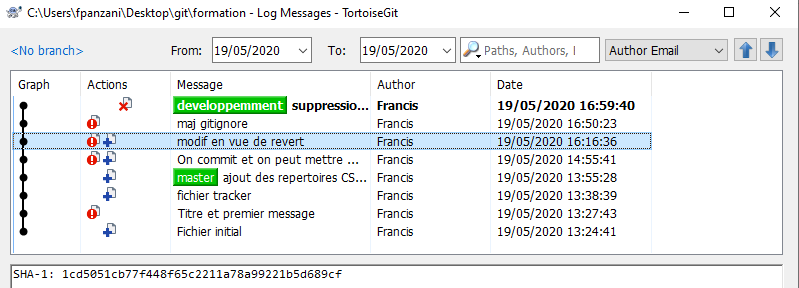 C:\Users\fpanzani\Desktop\git\formation - Log Messages - TortoiseGit
<No branch> From: 19/05/2020 To: 19/05/2020 Paths, Authors, I Author Email
Graph Actions Message Author Date
developpemment suppressio... Francis 19/05/2020 16:59:40
maj gitignore Francis 19/05/2020 16:50:23
modif en vue de revert Francis 19/05/2020 16:16:36
On commit et on peut mettre ... Francis 19/05/2020 14:55:41
master ajout des repertoires CS... Francis 19/05/2020 13:55:28
fichier tracker Francis 19/05/2020 13:38:39
Titre et premier message Francis 19/05/2020 13:27:43
Fichier initial Francis 19/05/2020 13:24:41
SHA-1: 1cd5051cb77f448f65c2211a78a99221b5d689cf